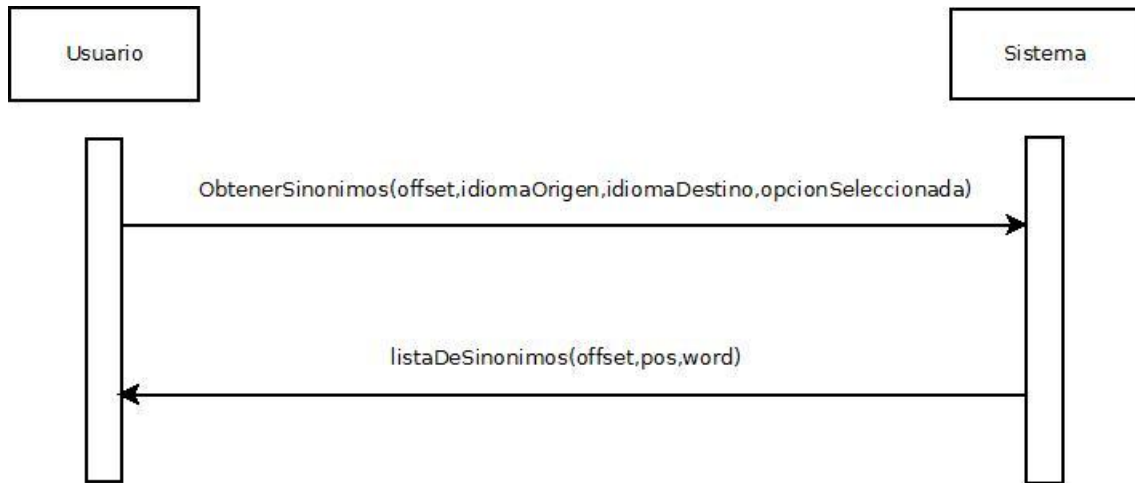 Usuario
Sistema
ObtenerSinonimos(offset,idiomaOrigen,idiomaDestino,opcionSeleccionada)
listaDeSinonimos(offset,pos,word)